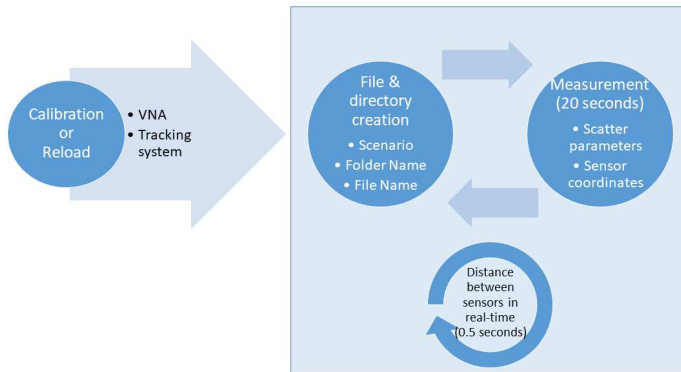 Calibration
or
Reload
• VNA
• Tracking
system
File &
directory
creation
• Scenario
• Folder Name
• File Name
Measurement
(20 seconds)
• Scatter
parameters
• Sensor
coordinates
Distance
between
sensors in
real-time
(0.5 seconds)